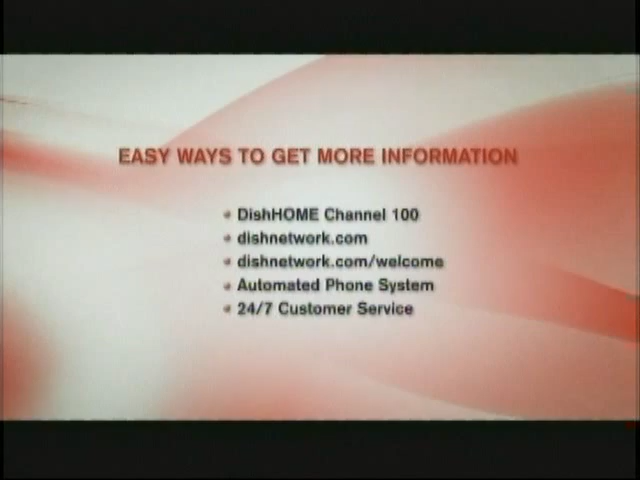 EASY WAYS TO GET MORE INFORMATION
• DishHOME Channel 100
• dishnetwork.com
• dishnetwork.com/welcome
• Automated Phone System
• 24/7 Customer Service